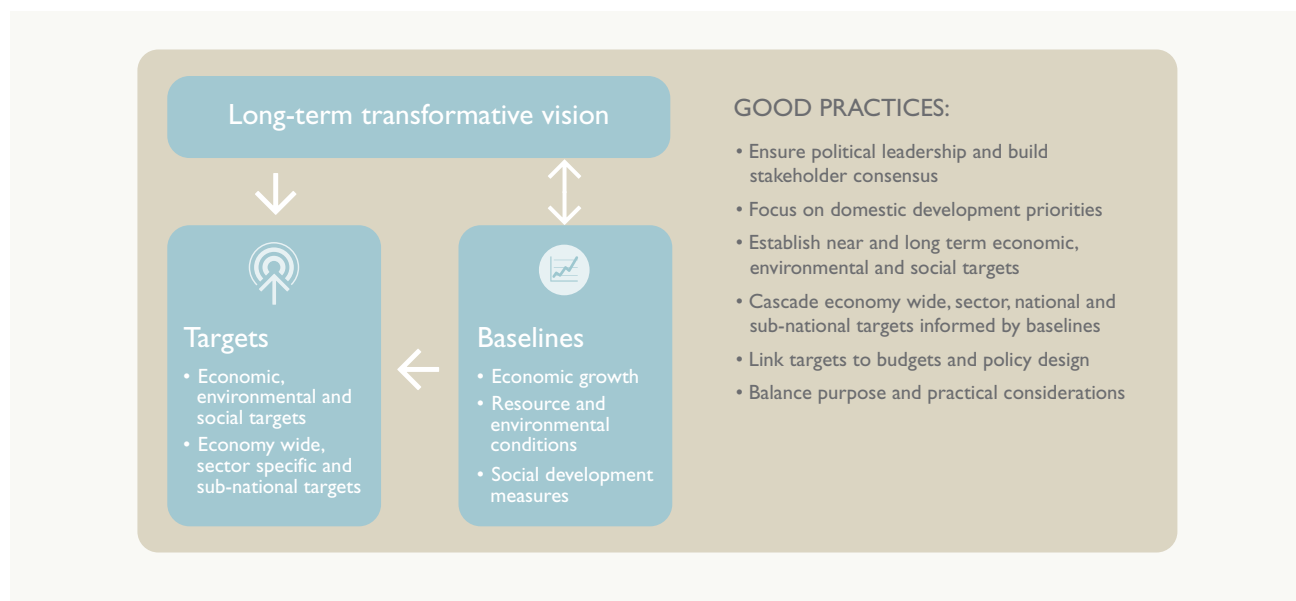 Long-term transformative vision
Targets
• Economic,
environmental and
social targets
• Economy wide,
sector specific and
sub-national targets
Baselines
• Economic growth
• Resource and
environmental
conditions
• Social development
measures
GOOD PRACTICES:
• Ensure political leadership and build
stakeholder consensus
• Focus on domestic development priorities
• Establish near and long term economic,
environmental and social targets
• Cascade economy wide, sector, national and
sub-national targets informed by baselines
• Link targets to budgets and policy design
• Balance purpose and practical considerations